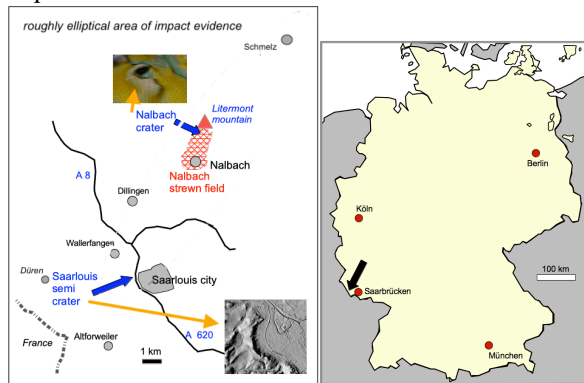 roughly elliptical area of impact evidence
Schmelz
Litermont
mountain
Nalbach
crater
Nalbach
Nalbach
strewn field
A 8
Dillingen
Wallerfangen
Düren
Saarlouis
semi
crater
Saarlouis city
France
Altforweiler
1 km
A 620
Berlin
Köln
100 km
Saarbrücken
München